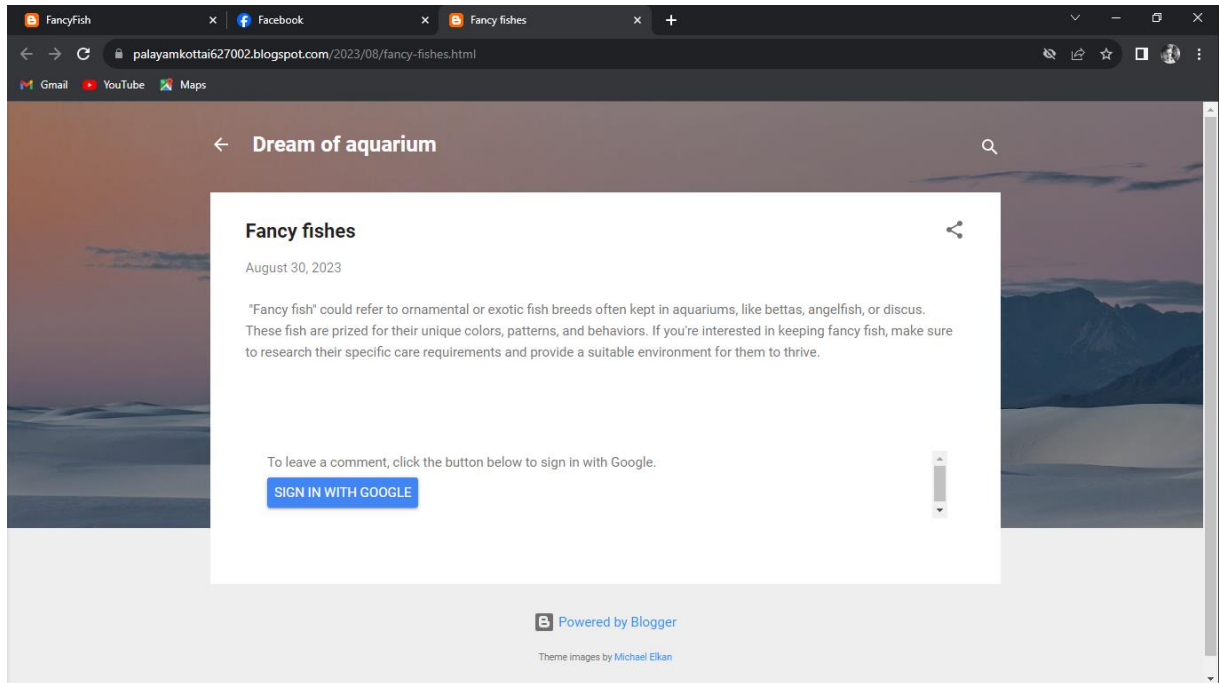 FancyFish
Facebook
Fancy fishes
palayamkottai627002.blogspot.com/2023/08/fancy-fishes.html
Gmail YouTube Maps
Dream of aquarium
Fancy fishes
August 30, 2023
"Fancy fish" could refer to ornamental or exotic fish breeds often kept in aquariums, like bettas, angelfish, or discus.
These fish are prized for their unique colors, patterns, and behaviors. If you're interested in keeping fancy fish, make sure
to research their specific care requirements and provide a suitable environment for them to thrive.
To leave a comment, click the button below to sign in with Google.
SIGN IN WITH GOOGLE
Powered by Blogger
Theme images by Michael Elkan